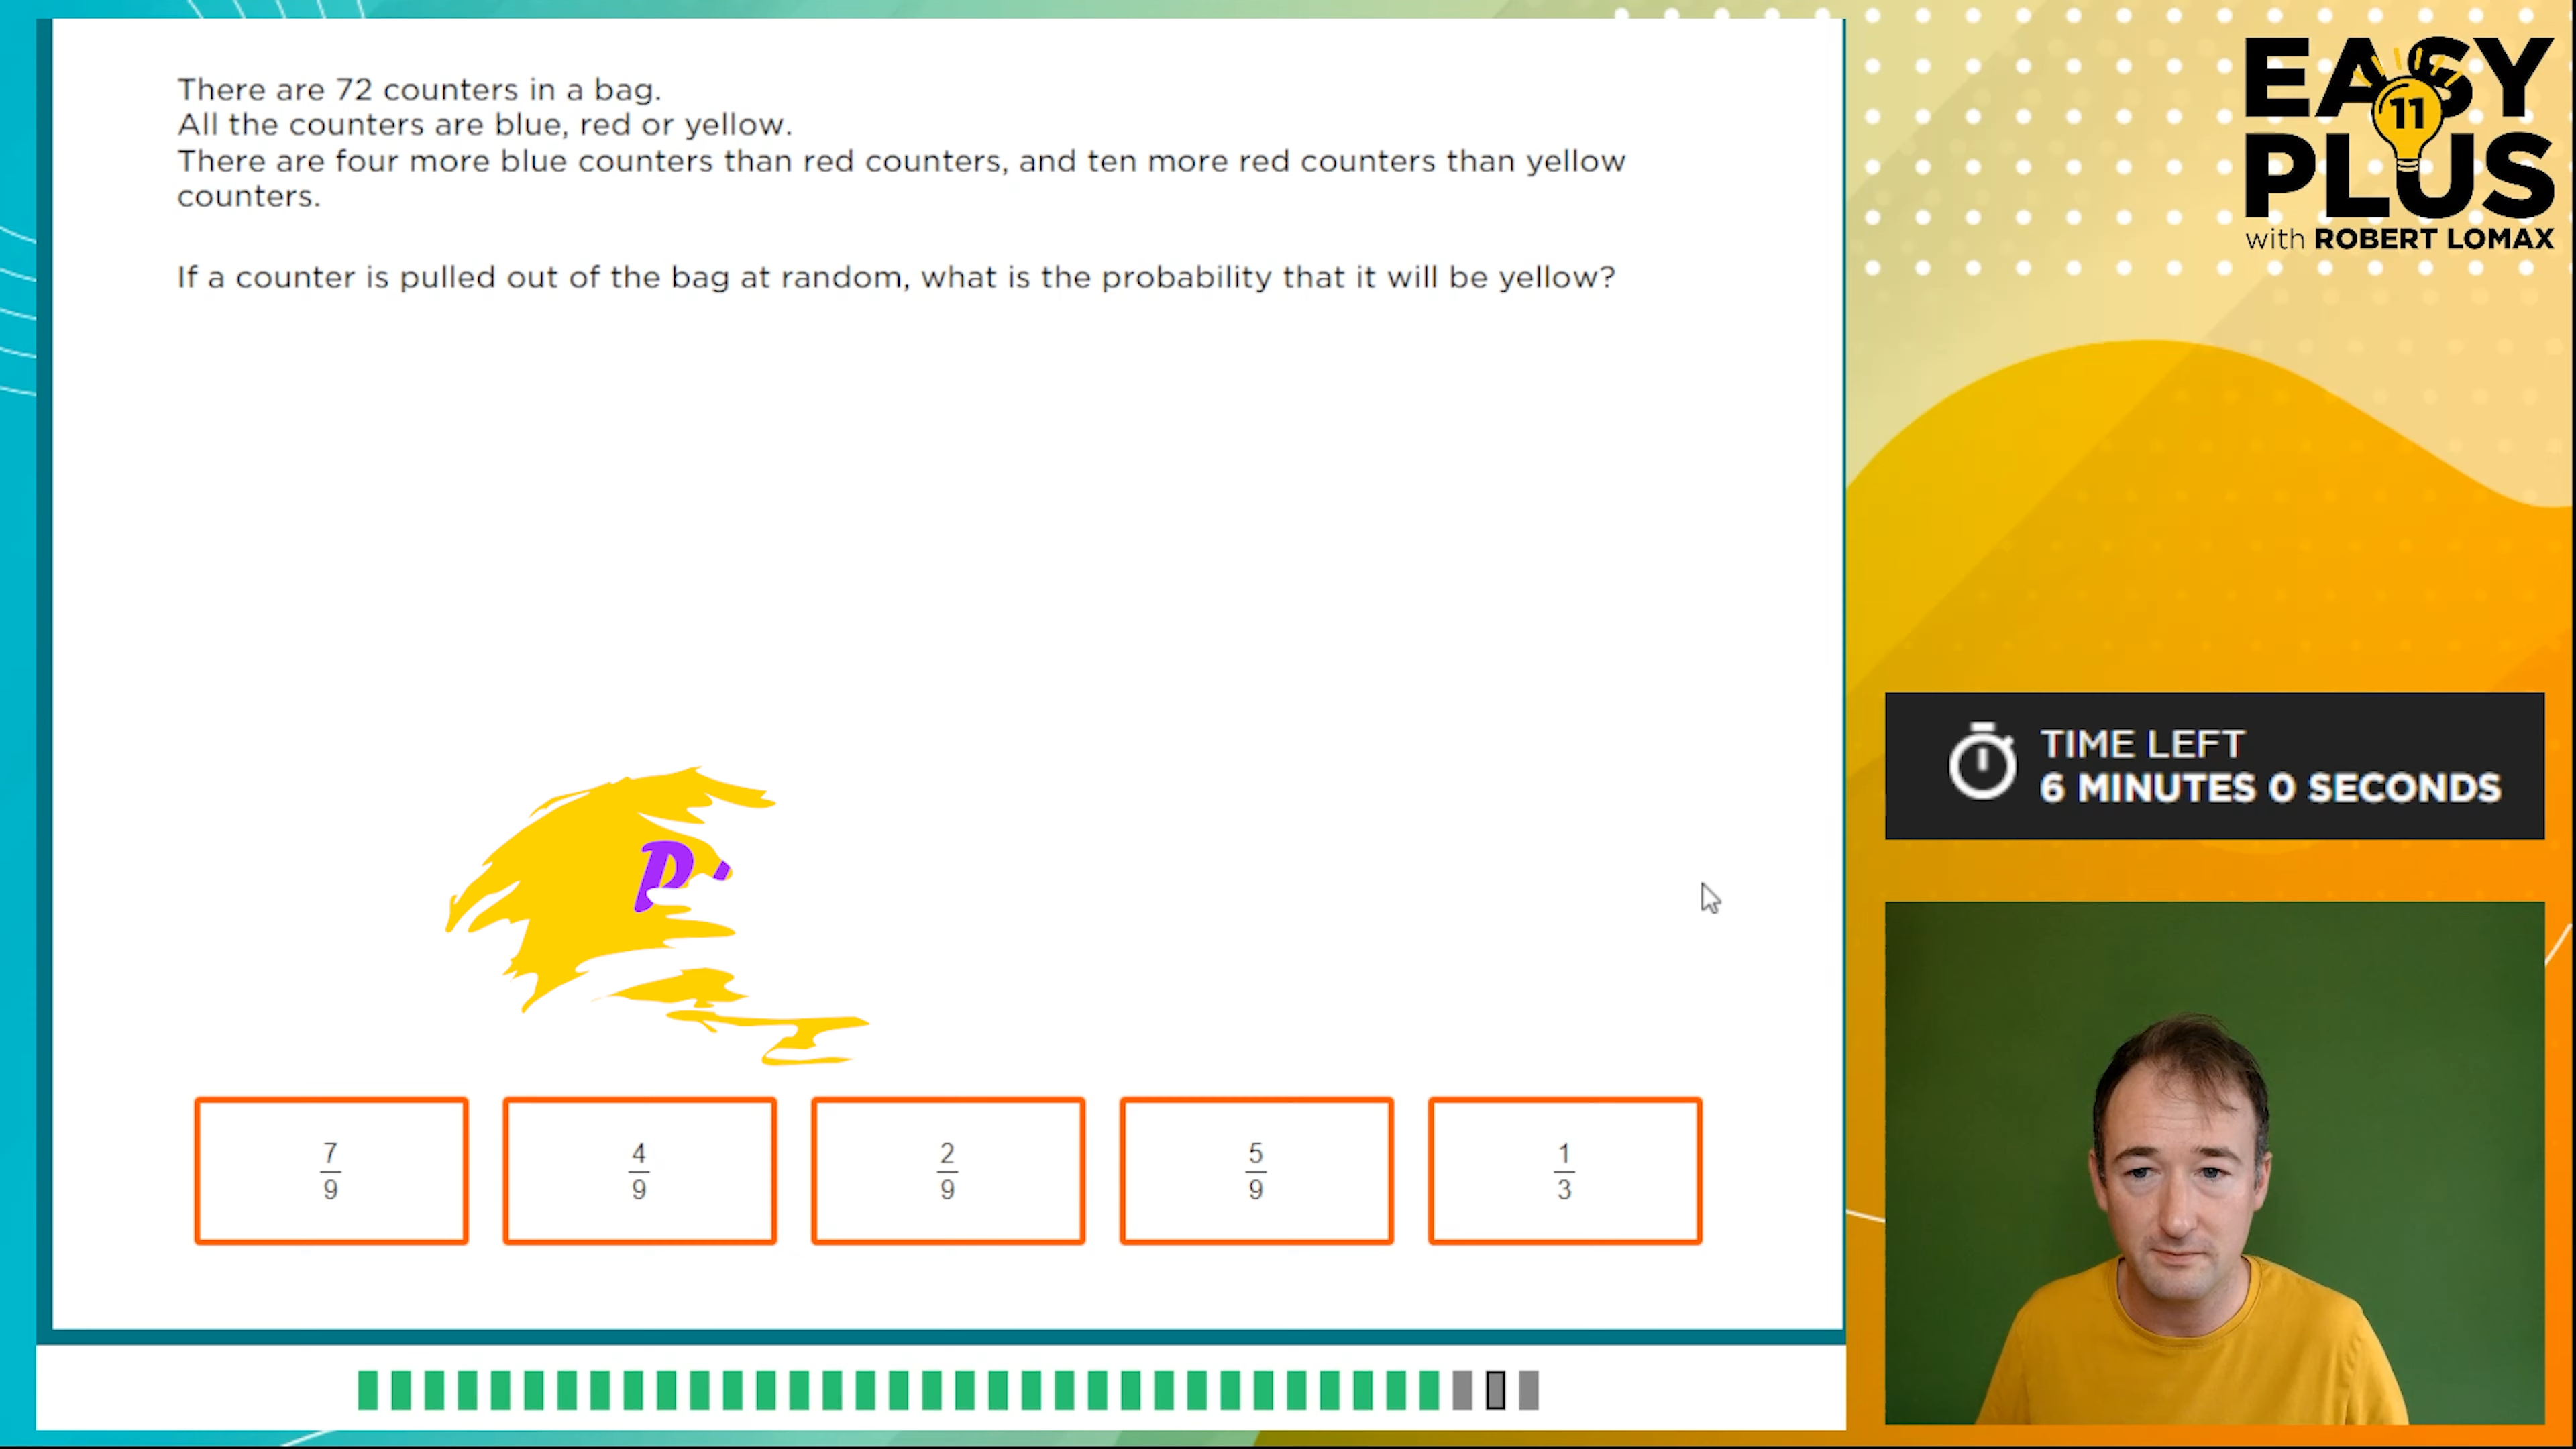 There are 72 counters in a bag.
All the counters are blue, red or yellow.
There are four more blue counters than red counters, and ten more red counters than yellow
counters.
If a counter is pulled out of the bag at random, what is the probability that it will be yellow?
7
9
4
9
2
9
5
9
1
3
EASY
11
PLUS
with ROBERT LOMAX
TIME LEFT
6 MINUTES 0 SECONDS